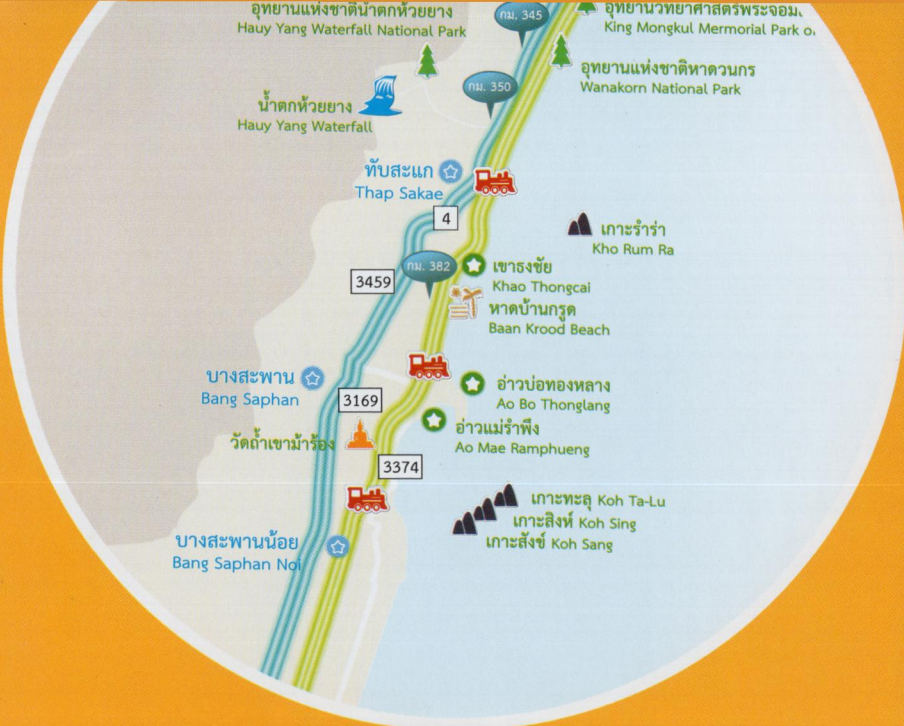 อุทยานแห่งชาติน้ำตกห้วยยาง
Hauy Yang Waterfall National Park
กม. 345
อุทยานวิทยาศาสตร์พระจอมเ
King Mongkul Mermorial Park o
กม. 350
อุทยานแห่งชาติหาดวนกร
Wanakorn National Park
น้ำตกห้วยยาง
Hauy Yang Waterfall
ทับสะแก
Thap Sakae
4
เกาะรำร่า
Kho Rum Ra
กม. 382
3459
เขาธงชัย
Khao Thongcai
หาดบ้านกรูด
Baan Krood Beach
บางสะพาน
Bang Saphan
3169
อ่าวบ่อทองหลาง
Ao Bo Thonglang
อ่าวแม่รำพึง
Ao Mae Ramphueng
วัดถ้ำเขาม้าร้อง
3374
เกาะทะลุ Koh Ta-Lu
เกาะสิงห์ Koh Sing
เกาะสังข์ Koh Sang
บางสะพานน้อย
Bang Saphan Noi